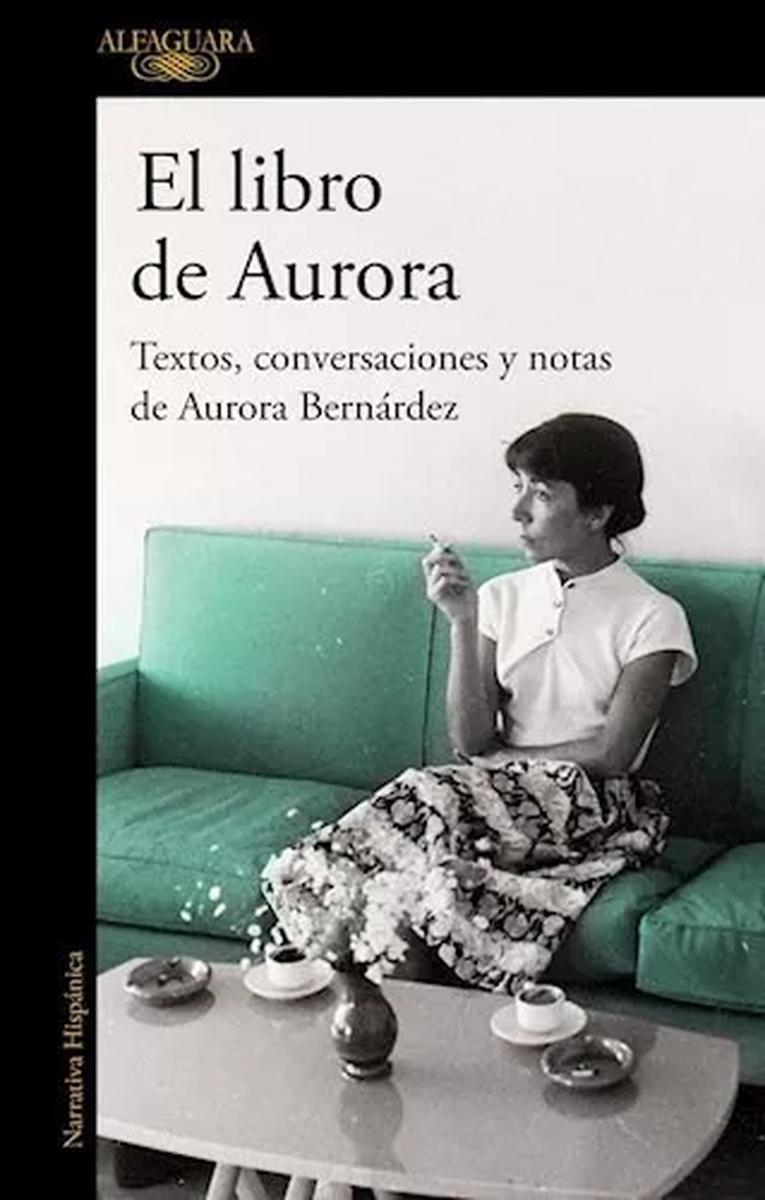 ALFAGUARA
El libro
de Aurora
Textos, conversaciones y notas
de Aurora Bernárdez
Narrativa Hispánica